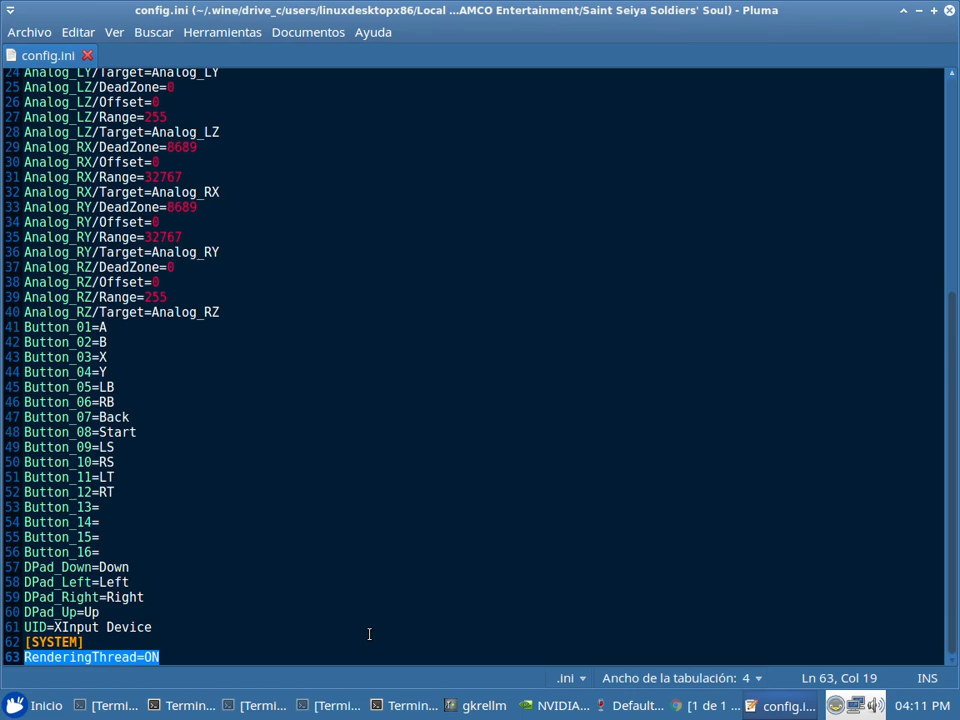 config.ini (~/.wine/drive_c/users/linuxdesktopx86/Local ...AMCO Entertainment/Saint Seiya Soldiers' Soul) - Pluma
Archivo Editar Ver Buscar Herramientas Documentos Ayuda
config.ini
24 Analog_LY/Target=Analog_LY
25 Analog_LZ/DeadZone=0
26 Analog_LZ/Offset=0
27 Analog_LZ/Range=255
28 Analog_LZ/Target=Analog_LZ
29 Analog_RX/DeadZone=8689
30 Analog_RX/Offset=0
31 Analog_RX/Range=32767
32 Analog_RX/Target=Analog_RX
33 Analog_RY/DeadZone=8689
34 Analog_RY/Offset=0
35 Analog_RY/Range=32767
36 Analog_RY/Target=Analog_RY
37 Analog_RZ/DeadZone=0
38 Analog_RZ/Offset=0
39 Analog_RZ/Range=255
40 Analog_RZ/Target=Analog_RZ
41 Button_01=A
42 Button_02=B
43 Button_03=X
44 Button_04=Y
45 Button_05=LB
46 Button_06=RB
47 Button_07=Back
48 Button_08=Start
49 Button_09=LS
50 Button_10=RS
51 Button_11=LT
52 Button_12=RT
53 Button_13=
54 Button_14=
55 Button_15=
56 Button_16=
57 DPad_Down=Down
58 DPad_Left=Left
59 DPad_Right=Right
60 DPad_Up=Up
61 UID=XInput Device
62 [SYSTEM]
63 RenderingThread=ON
.ini Ancho de la tabulación: 4 Ln 63, Col 19 INS
Inicio [Termi... Termin... [Termi... [Termi... Termin... gkrellm NVIDIA... Default... [1 de 1 ... config.i... 04:11 PM